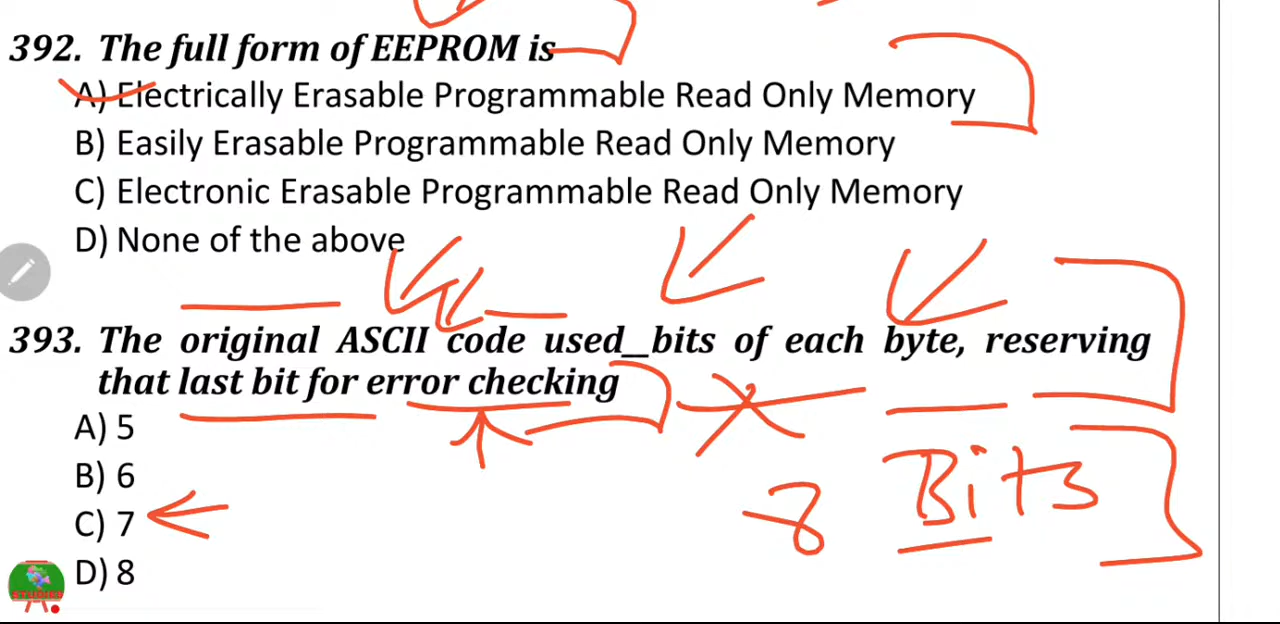 392. The full form of EEPROM is
A) Electrically Erasable Programmable Read Only Memory
B) Easily Erasable Programmable Read Only Memory
C) Electronic Erasable Programmable Read Only Memory
D) None of the above
393. The original ASCII code used_bits of each byte, reserving
that last bit for error checking
A) 5
B) 6
C) 7
D) 8
8 Bits